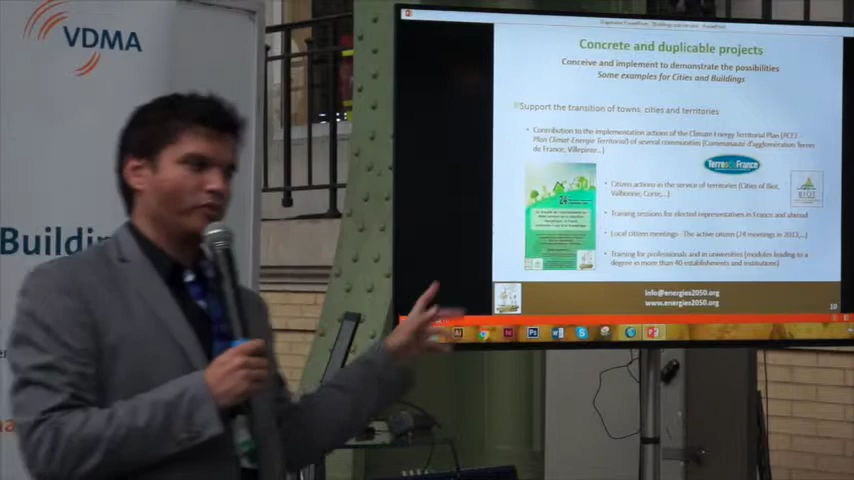 VDMA
Building
Concrete and duplicable projects
Conceive and implement to demonstrate the possibilities
Some examples for Cities and Buildings
Support the transition of towns, cities and territories
• Contribution to the implementation actions of the Climate Energy Territorial Plan (PCET -
Plan Climat Energie Territorial) of several communities (Communauté d'agglomération Terres
de France, Villepinte...)
Terres de France
• Citizen actions in the service of territories (Cities of
Valbonne, Corte,...)
• Training sessions for elected representatives in France and abroad
• Local citizen meetings - The active citizen (24 meetings in 2012,...)
• Training for professionals and in universities (modules leading to a
degree in more than 40 establishments and institutions)
24
info@energies2050.org
www.energies2050.org
10